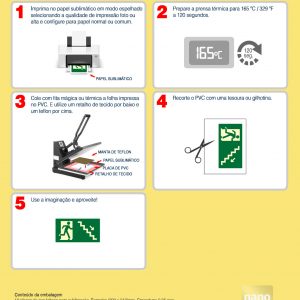 1
Imprima no papel sublimático em modo espelhado
selecionando a qualidade de impressão foto ou
alta e configure para papel normal ou comum.
PAPEL SUBLIMÁTICO
2
Prepare a prensa térmica para 165 °C / 329 °F
a 120 segundos.
165°C
3
Cole com fita mágica ou térmica a folha impressa
no PVC. E utilize um retalho de tecido por baixo e
um teflon por cima.
MANTA DE TEFLON
PAPEL SUBLIMÁTICO
PLACA DE PVC
RETALHO DE TECIDO
4
Recorte o PVC com uma tesoura ou guilhotina.
5
Use a imaginação e aproveite!
Conteúdo da embalagem
nano